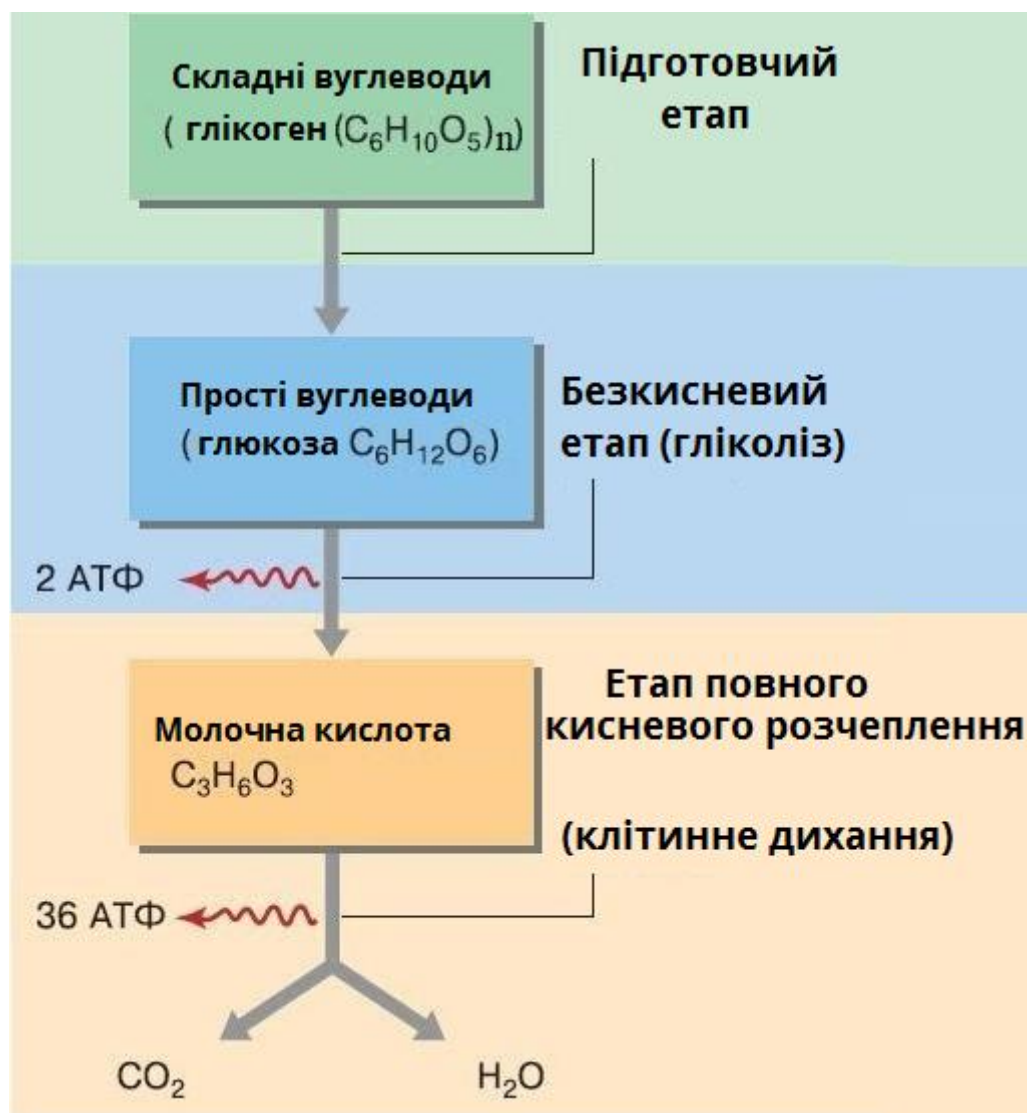 Складні вуглеводи
( глікоген (C₆H₁₀O₅)n)
Підготовчий
етап
Прості вуглеводи
(глюкоза C₆H₁₂O₆)
Безкисневий
етап (гліколіз)
2 АТФ
Молочна кислота
C₃H₆O₃
Етап повного
кисневого розчеплення
(клітинне дихання)
36 АТФ
CO₂
H₂O